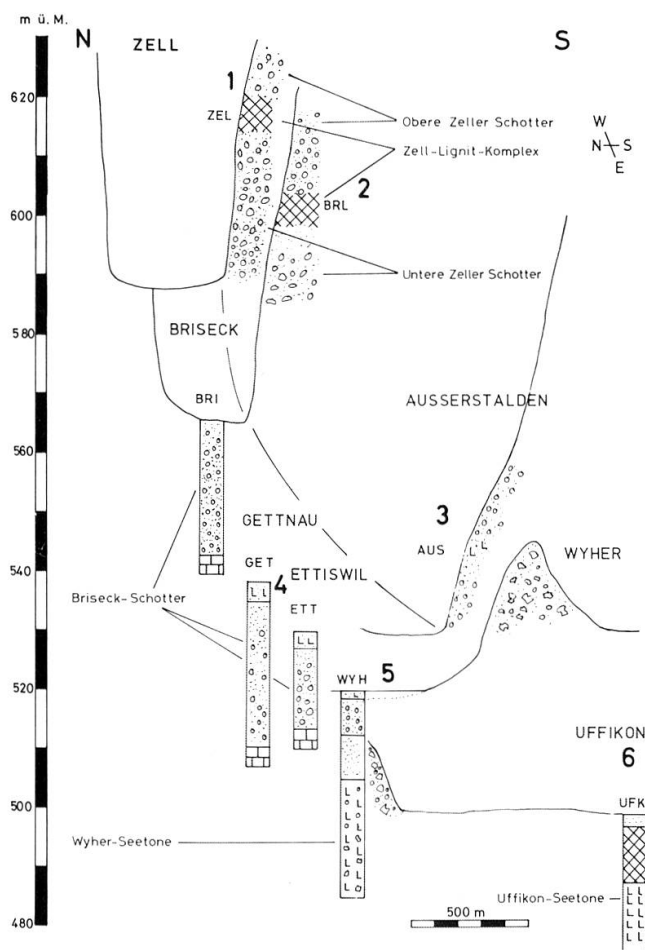 m ü. M.
N
ZELL
S
1
620
ZEL
Obere Zeller Schotter
W
N S
E
Zell-Lignit-Komplex
2
BRL
600
Untere Zeller Schotter
580
BRISECK
BRI
AUSSERSTALDEN
560
3
GETTNAU
AUS
WYHER
540
GET
4
ETTISWIL
Briseck-Schotter
ETT
520
WYH
5
UFFIKON
6
500
UFK
Wyher-Seetone
Uffikon-Seetone
500 m
480